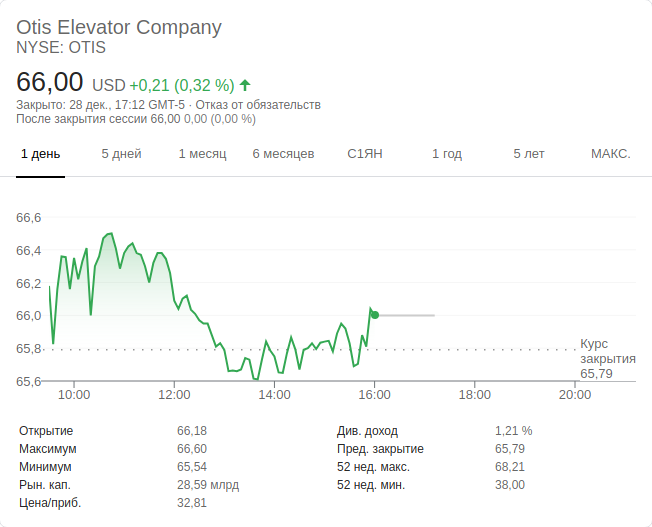 Otis Elevator Company
NYSE: OTIS
66,00 USD +0,21 (0,32 %)
Закрыто: 28 дек., 17:12 GMT-5 · Отказ от обязательств
После закрытия сессии 66,00 0,00 (0,00 %)
1 день 5 дней 1 месяц 6 месяцев С1ЯН 1 год 5 лет МАКС.
66,6
66,4
66,2
66,0
65,8
65,6
Курс
закрытия
65,79
10:00 12:00 14:00 16:00 18:00 20:00
Открытие 66,18 Див. доход 1,21 %
Максимум 66,60 Пред. закрытие 65,79
Минимум 65,54 52 нед. макс. 68,21
Рын. кап. 28,59 млрд 52 нед. мин. 38,00
Цена/приб. 32,81